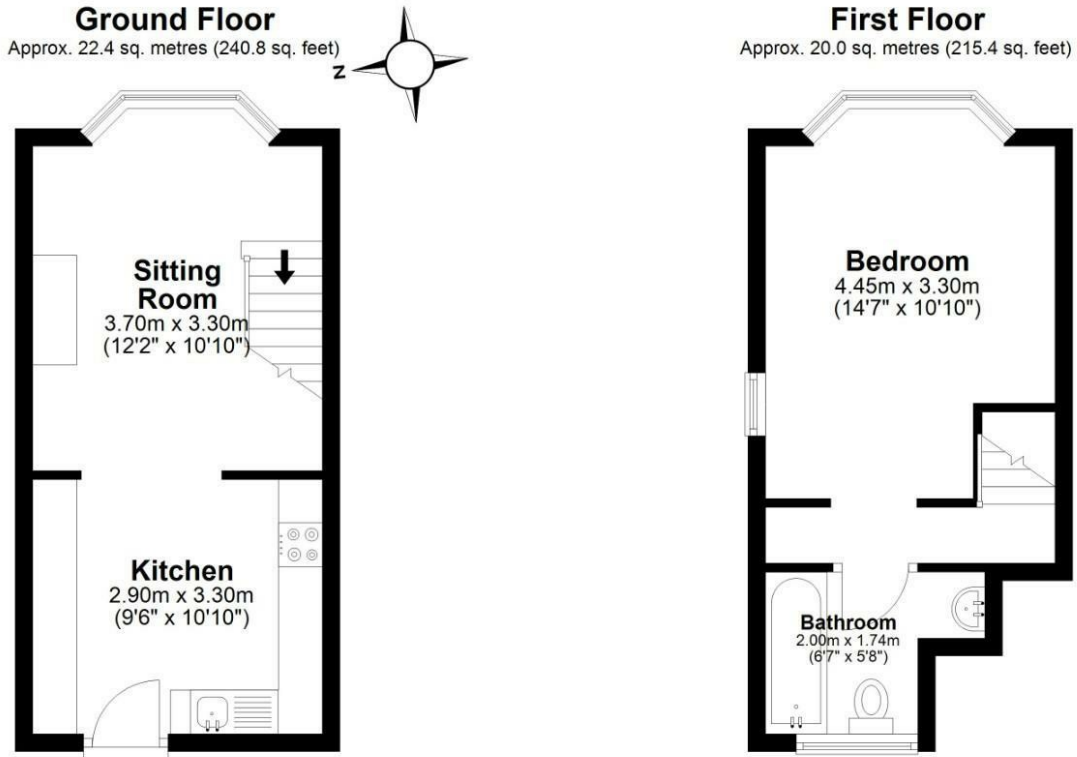 Ground Floor
Approx. 22.4 sq. metres (240.8 sq. feet)
N
First Floor
Approx. 20.0 sq. metres (215.4 sq. feet)
Sitting
Room
3.70m x 3.30m
(12'2" x 10'10")
Kitchen
2.90m x 3.30m
(9'6" x 10'10")
Bedroom
4.45m x 3.30m
(14'7" x 10'10")
Bathroom
2.00m x 1.74m
(6'7" x 5'8")